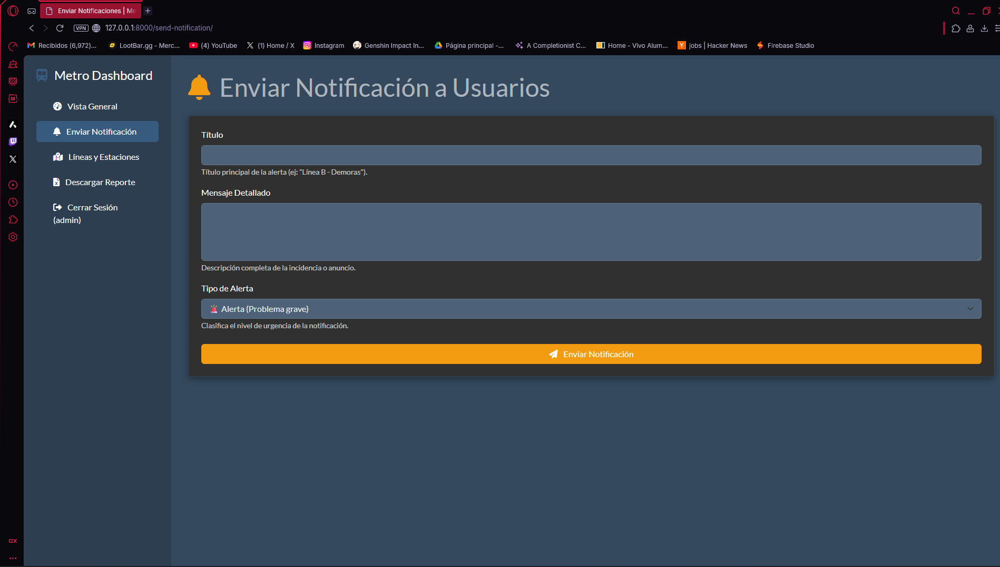 Enviar Notificaciones | Me
VPN 127.0.0.1:8000/send-notification/
Recibidos (6,972)... LootBar.gg - Merc... (4) YouTube (1) Home / X Instagram Genshin Impact In... Página principal -... A Completionist C... Home - Vivo Alum... Y jobs | Hacker News Firebase Studio
Metro Dashboard
Vista General
Enviar Notificación
Líneas y Estaciones
Descargar Reporte
Cerrar Sesión
(admin)
Enviar Notificación a Usuarios
Título
Título principal de la alerta (ej: "Línea B - Demoras").
Mensaje Detallado
Descripción completa de la incidencia o anuncio.
Tipo de Alerta
Alerta (Problema grave)
Clasifica el nivel de urgencia de la notificación.
Enviar Notificación
GX